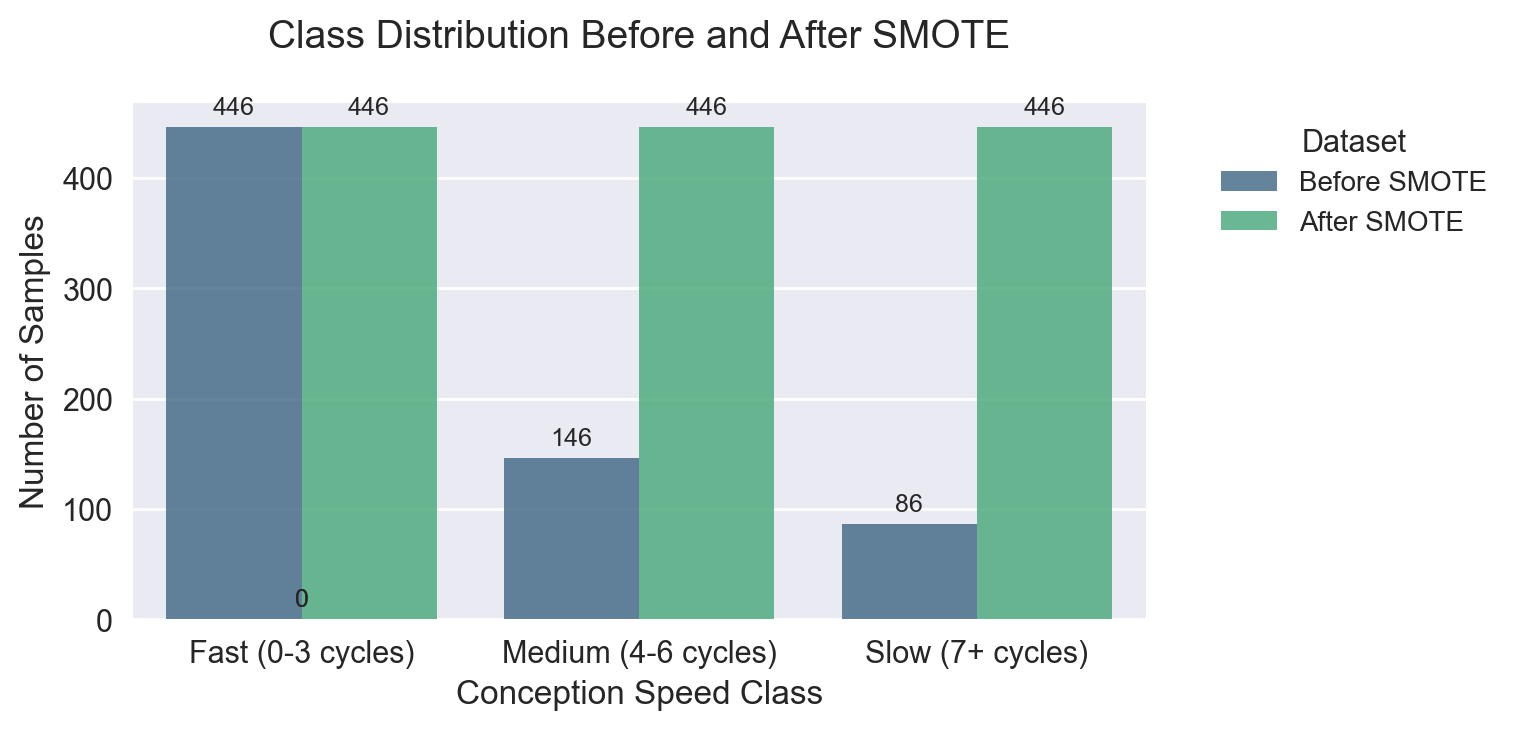 Class Distribution Before and After SMOTE
446
446
446
446
146
86
0
400
300
200
100
0
Number of Samples
Fast (0-3 cycles)
Medium (4-6 cycles)
Slow (7+ cycles)
Conception Speed Class
Dataset
Before SMOTE
After SMOTE